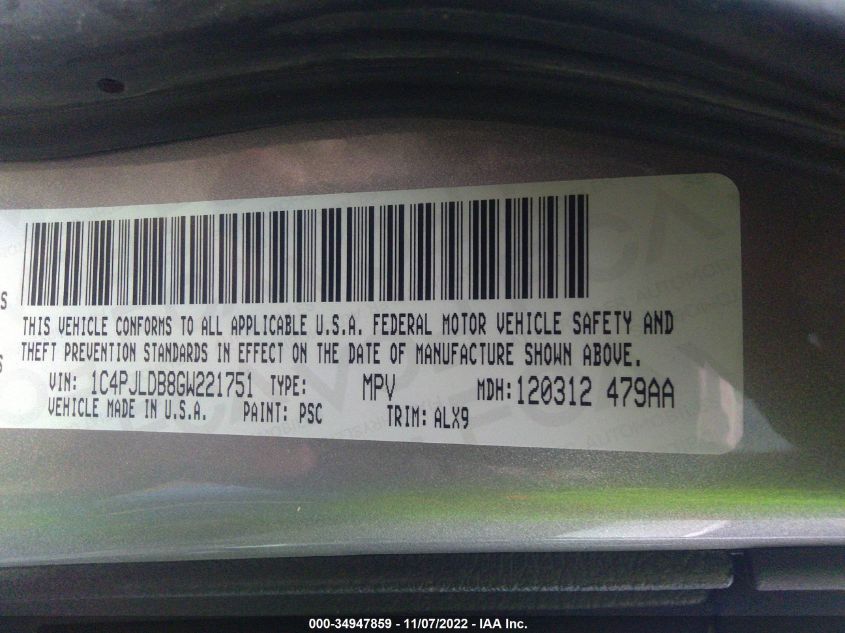 S
THIS VEHICLE CONFORMS TO ALL APPLICABLE U.S.A. FEDERAL MOTOR VEHICLE SAFETY AND
S THEFT PREVENTION STANDARDS IN EFFECT ON THE DATE OF MANUFACTURE SHOWN ABOVE.
VIN: 1C4PJLDB8GW221751 TYPE: MPV MDH: 120312 479AA
VEHICLE MADE IN U.S.A. PAINT: PSC TRIM: ALX9
000-34947859 - 11/07/2022 - IAA Inc.